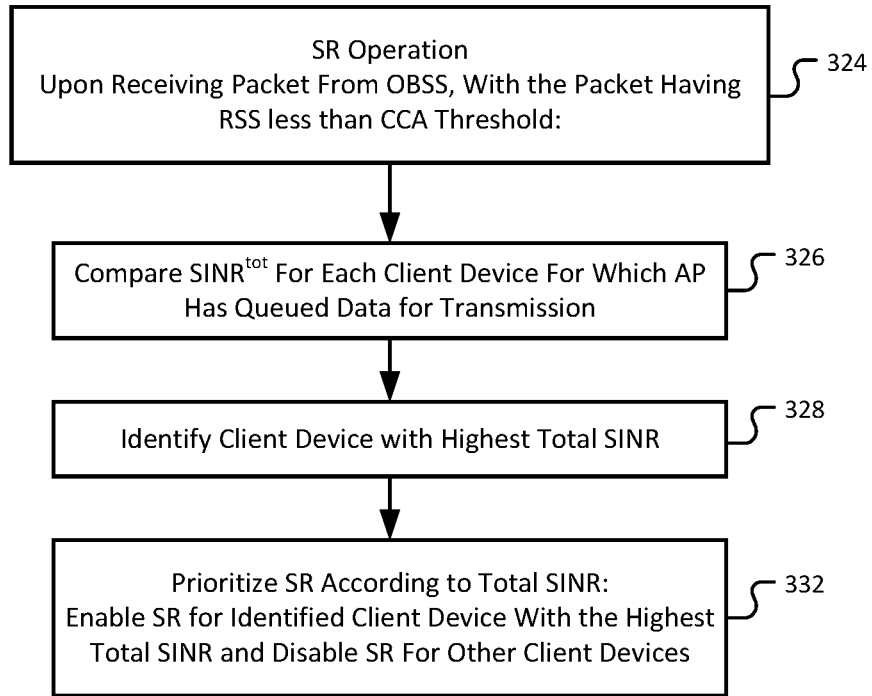 SR Operation
Upon Receiving Packet From OBSS, With the Packet Having
RSS less than CCA Threshold:
324
Compare SINR^tot For Each Client Device For Which AP
Has Queued Data for Transmission
326
Identify Client Device with Highest Total SINR
328
Prioritize SR According to Total SINR:
Enable SR for Identified Client Device With the Highest
Total SINR and Disable SR For Other Client Devices
332